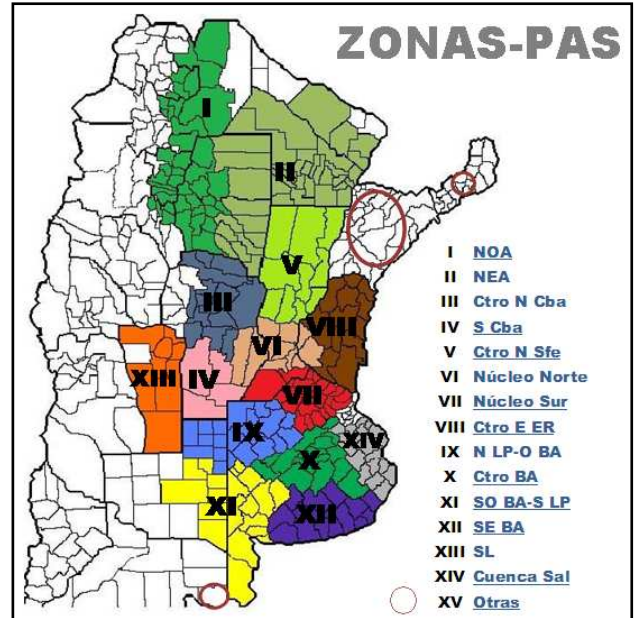 ZONAS-PAS
I
II
V
III
VIII
VI
XIII
IV
VII
IX
XIV
X
XI
XII
I NOA
II NEA
III Ctro N Cba
IV S Cba
V Ctro N Sfe
VI Núcleo Norte
VII Núcleo Sur
VIII Ctro E ER
IX N LP-O BA
X Ctro BA
XI SO BA-S LP
XII SE BA
XIII SL
XIV Cuenca Sal
XV Otras